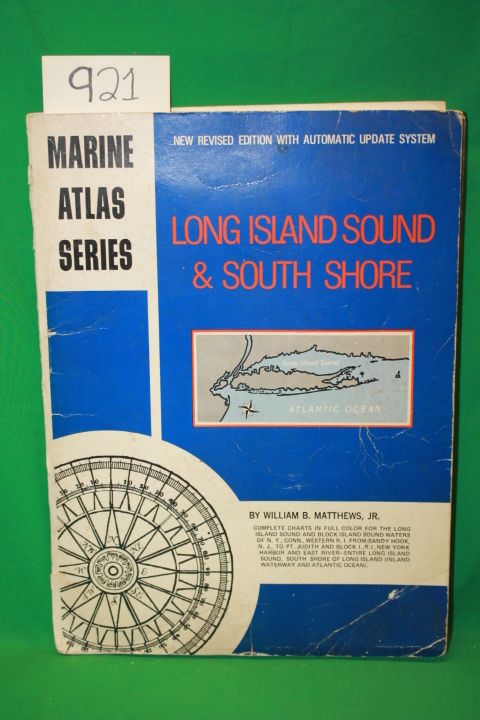 921
MARINE
ATLAS
SERIES
NEW REVISED EDITION WITH AUTOMATIC UPDATE SYSTEM
LONG ISLAND SOUND
& SOUTH SHORE
Long Island Sound
ATLANTIC OCEAN
BY WILLIAM B. MATTHEWS, JR.
COMPLETE CHARTS IN FULL COLOR FOR THE LONG
ISLAND SOUND AND BLOCK ISLAND SOUND WATERS
OF N. Y., CONN., WESTERN R. I. FROM: SANDY HOOK,
N. J., TO PT. JUDITH AND BLOCK I., R.I., NEW YORK
HARBOR AND EAST RIVER–ENTIRE LONG ISLAND
SOUND, SOUTH SHORE OF LONG ISLAND (INLAND
WATERWAY AND ATLANTIC OCEAN).